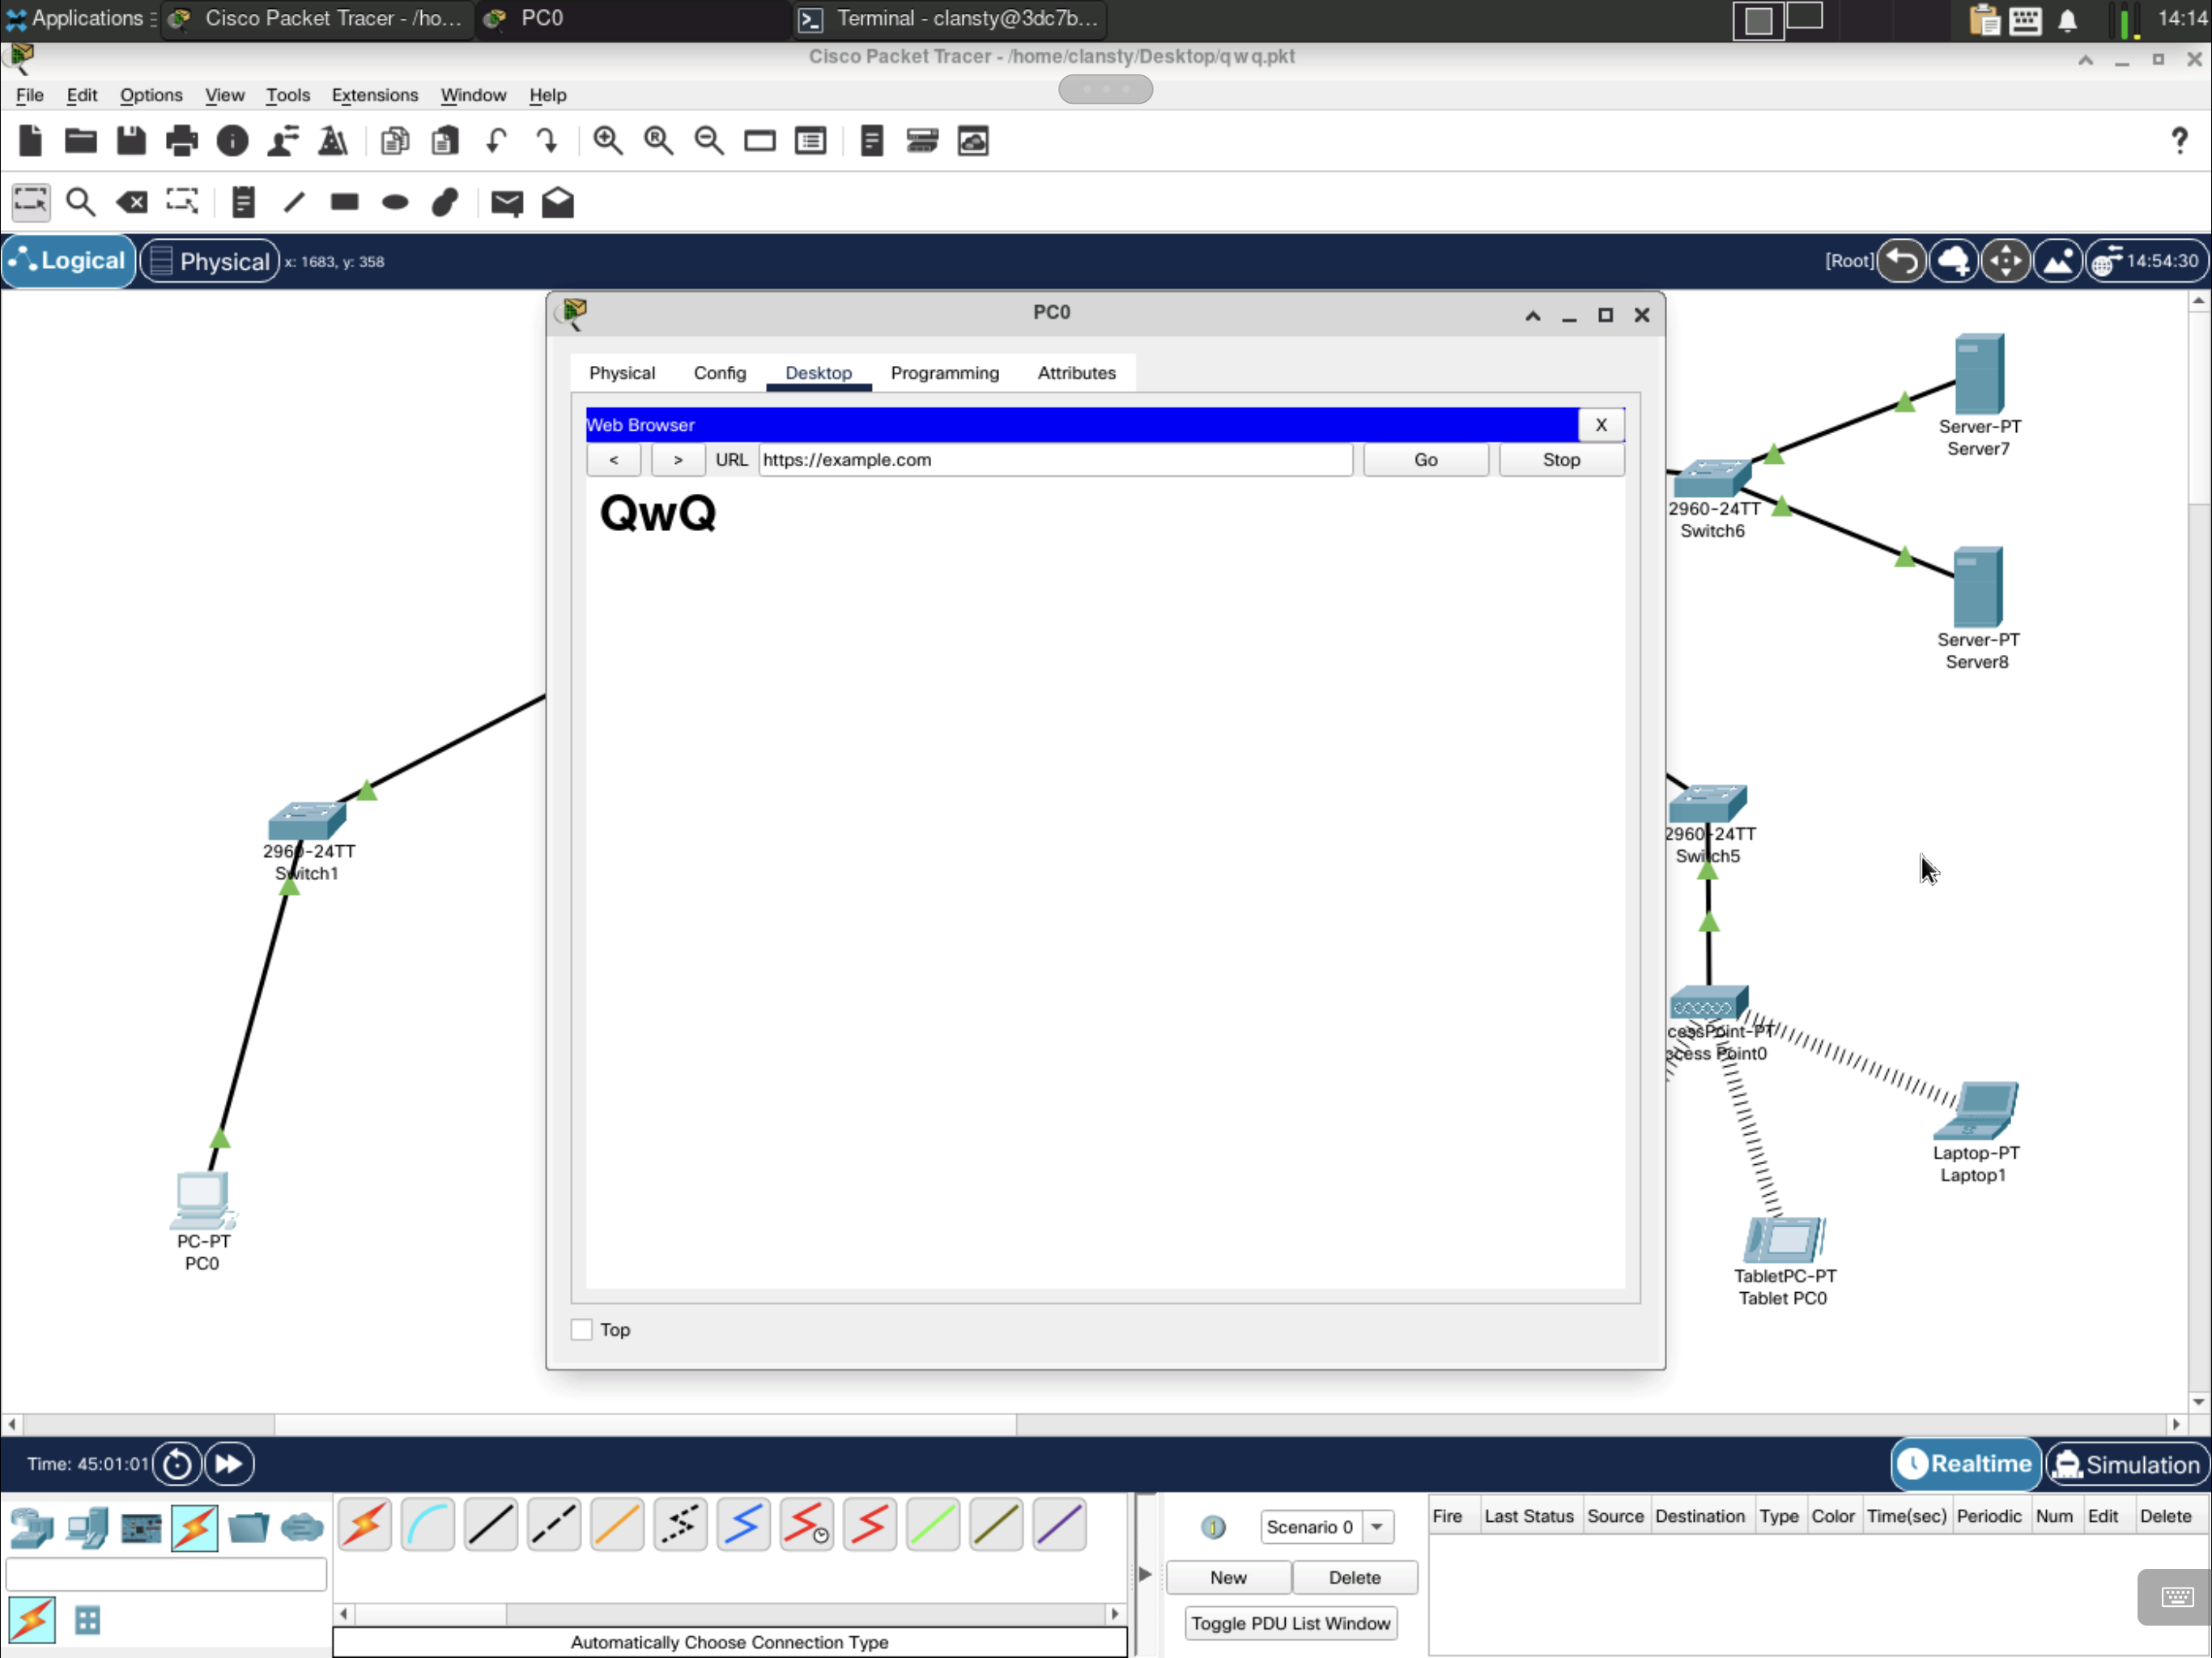 Applications
Cisco Packet Tracer - /ho...
PC0
Terminal - clansty@3dc7b...
14:14
Cisco Packet Tracer - /home/clansty/Desktop/qwq.pkt
File Edit Options View Tools Extensions Window Help
Logical
Physical
x: 1683, y: 358
[Root]
14:54:30
PC0
Physical Config Desktop Programming Attributes
Web Browser
X
< > URL https://example.com Go Stop
QwQ
Top
Server-PT
Server7
2960-24TT
Switch6
Server-PT
Server8
2960-24TT
Switch1
2960-24TT
Switch5
cessPoint-PT
ccess Point0
Laptop-PT
Laptop1
PC-PT
PC0
TabletPC-PT
Tablet PC0
Time: 45:01:01
Realtime
Simulation
Scenario 0
New Delete
Toggle PDU List Window
Fire Last Status Source Destination Type Color Time(sec) Periodic Num Edit Delete
Automatically Choose Connection Type